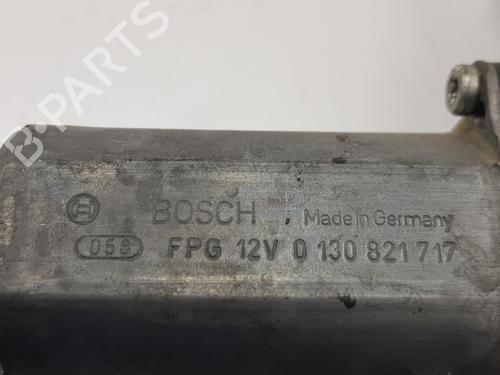 BOSCH Made in Germany
058 FPG 12V 0 130 821 717
B-PARTS